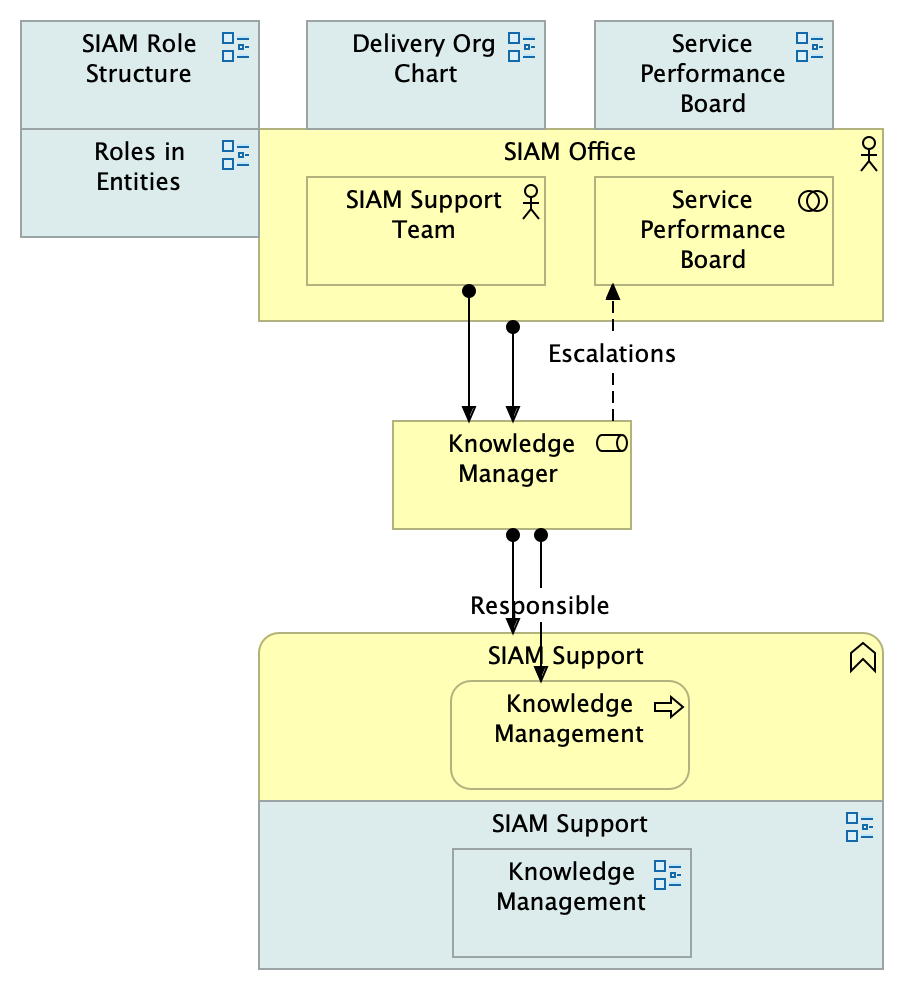 SIAM Role
Structure
Delivery Org
Chart
Service
Performance
Board
Roles in
Entities
SIAM Office
SIAM Support
Team
Service
Performance
Board
Escalations
Knowledge
Manager
Responsible
SIAM Support
Knowledge
Management
SIAM Support
Knowledge
Management